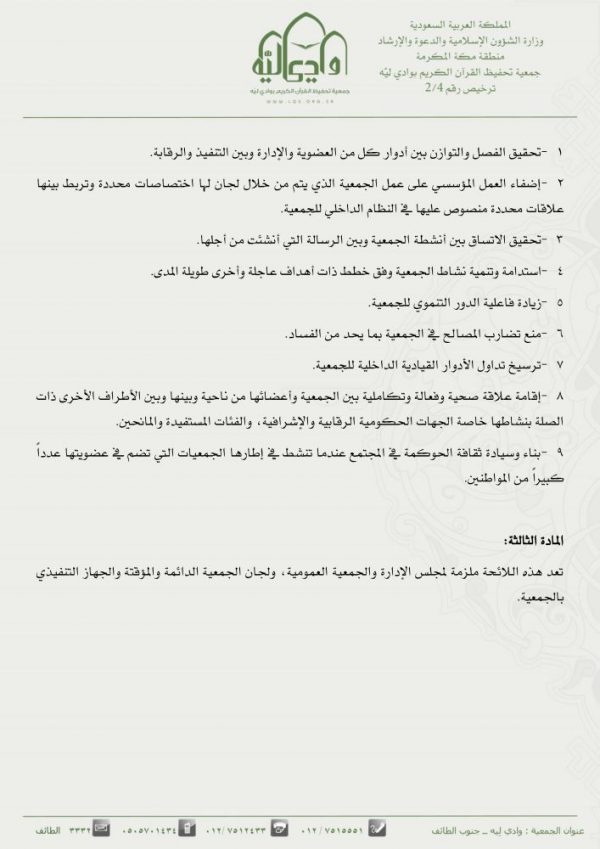 المملكة العربية السعودية
وزارة الشؤون الإسلامية والدعوة والإرشاد
منطقة مكة المكرمة
جمعية تحفيظ القرآن الكريم بوادي ليّه
ترخيص رقم 2/4
وادي ليّه
جمعية تحفيظ القرآن الكريم بوادي ليّه
WWW.LQS.ORG.SA
١ -تحقيق الفصل والتوازن بين أدوار كل من العضوية والإدارة وبين التنفيذ والرقابة.
٢ -إضفاء العمل المؤسسي على عمل الجمعية الذي يتم من خلال لجان لها اختصاصات محددة وتربط بينها
علاقات محددة منصوص عليها في النظام الداخلي للجمعية.
٣ -تحقيق الاتساق بين أنشطة الجمعية وبين الرسالة التي أنشئت من أجلها.
٤ -استدامة وتنمية نشاط الجمعية وفق خطط ذات أهداف عاجلة وأخرى طويلة المدى.
٥ -زيادة فاعلية الدور التنموي للجمعية.
٦ -منع تضارب المصالح في الجمعية بما يحد من الفساد.
٧ -ترسيخ تداول الأدوار القيادية الداخلية للجمعية.
٨ -إقامة علاقة صحية وفعالة وتكاملية بين الجمعية وأعضائها من ناحية وبينها وبين الأطراف الأخرى ذات
الصلة بنشاطها خاصة الجهات الحكومية الرقابية والإشرافية، والفئات المستفيدة والمانحين.
٩ -بناء وسيادة ثقافة الحوكمة في المجتمع عندما تنشط في إطارها الجمعيات التي تضم في عضويتها عدداً
كبيراً من المواطنين.
المادة الثالثة:
تعد هذه اللائحة ملزمة لمجلس الإدارة والجمعية العمومية، ولجان الجمعية الدائمة والمؤقتة والجهاز التنفيذي
بالجمعية.
عنوان الجمعية : وادي ليه _ جنوب الطائف ٠١٢/٧٥١٥٥٥١ ٠١٢/٧٥١٢٤٣٣ ٠٥٠٥٧٠١٤٣٤ ٣٣٣٢ الطائف